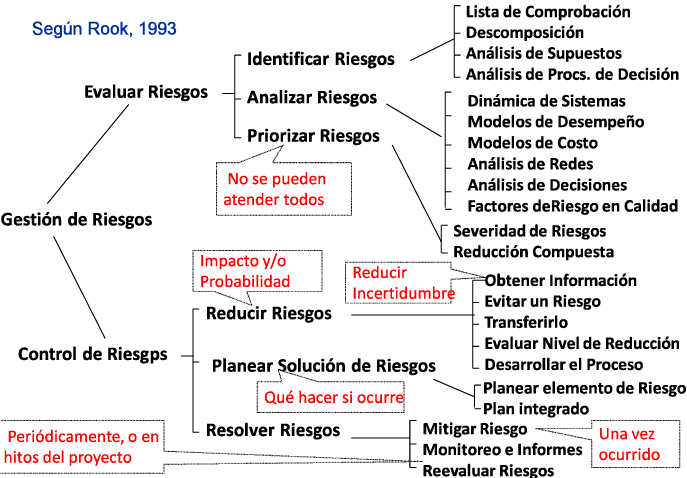 Según Rook, 1993
Lista de Comprobación
Descomposición
Análisis de Supuestos
Análisis de Procs. de Decisión
Identificar Riesgos
Evaluar Riesgos
Analizar Riesgos
Priorizar Riesgos
Dinámica de Sistemas
Modelos de Desempeño
Modelos de Costo
Análisis de Redes
Análisis de Decisiones
Factores deRiesgo en Calidad
No se pueden
atender todos
Gestión de Riesgos
Severidad de Riesgos
Reducción Compuesta
Impacto y/o
Probabilidad
Reducir
Incertidumbre
Obtener Información
Evitar un Riesgo
Transferirlo
Evaluar Nivel de Reducción
Desarrollar el Proceso
Reducir Riesgos
Control de Riesgps
Planear Solución de Riesgos
Qué hacer si ocurre
Planear elemento de Riesgo
Plan integrado
Resolver Riesgos
Mitigar Riesgo
Monitoreo e Informes
Reevaluar Riesgos
Una vez
ocurrido
Periódicamente, o en
hitos del proyecto